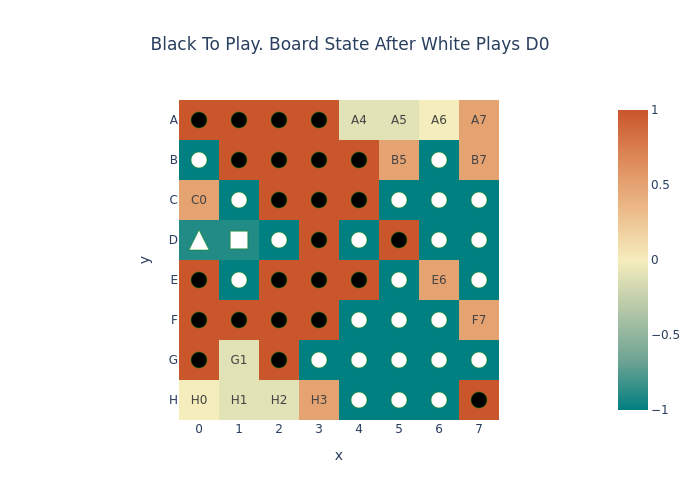 Black To Play. Board State After White Plays D0
A A4 A5 A6 A7 1
B B5 B7
C C0 0.5
D
y 0
E E6
F F7 −0.5
G G1
H H0 H1 H2 H3 −1
0 1 2 3 4 5 6 7
x